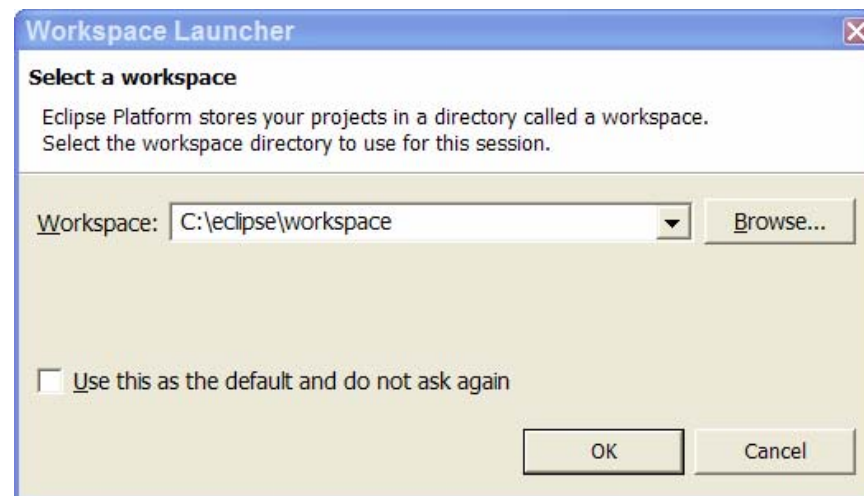 Workspace Launcher
Select a workspace
Eclipse Platform stores your projects in a directory called a workspace.
Select the workspace directory to use for this session.
Workspace: C:\eclipse\workspace Browse...
Use this as the default and do not ask again
OK Cancel